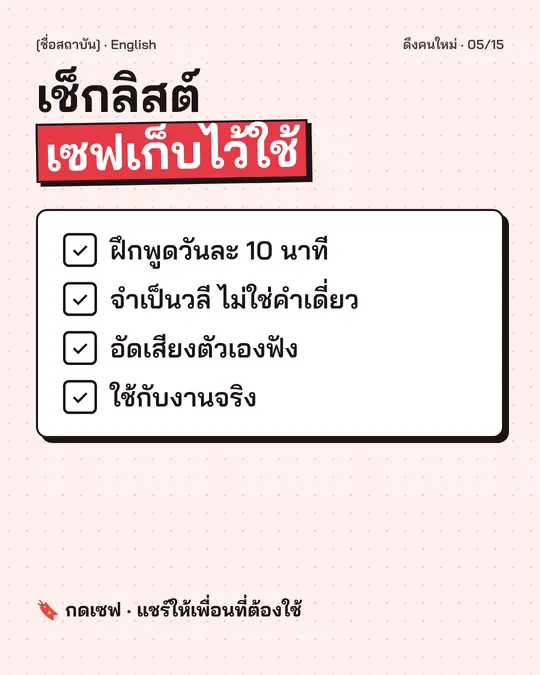 [ชื่อสถาบัน] · English
ดึงคนใหม่ · 05/15
เช็กลิสต์
เซฟเก็บไว้ใช้
ฝึกพูดวันละ 10 นาที
จำเป็นวลี ไม่ใช่คำเดี่ยว
อัดเสียงตัวเองฟัง
ใช้กับงานจริง
กดเซฟ · แชร์ให้เพื่อนที่ต้องใช้